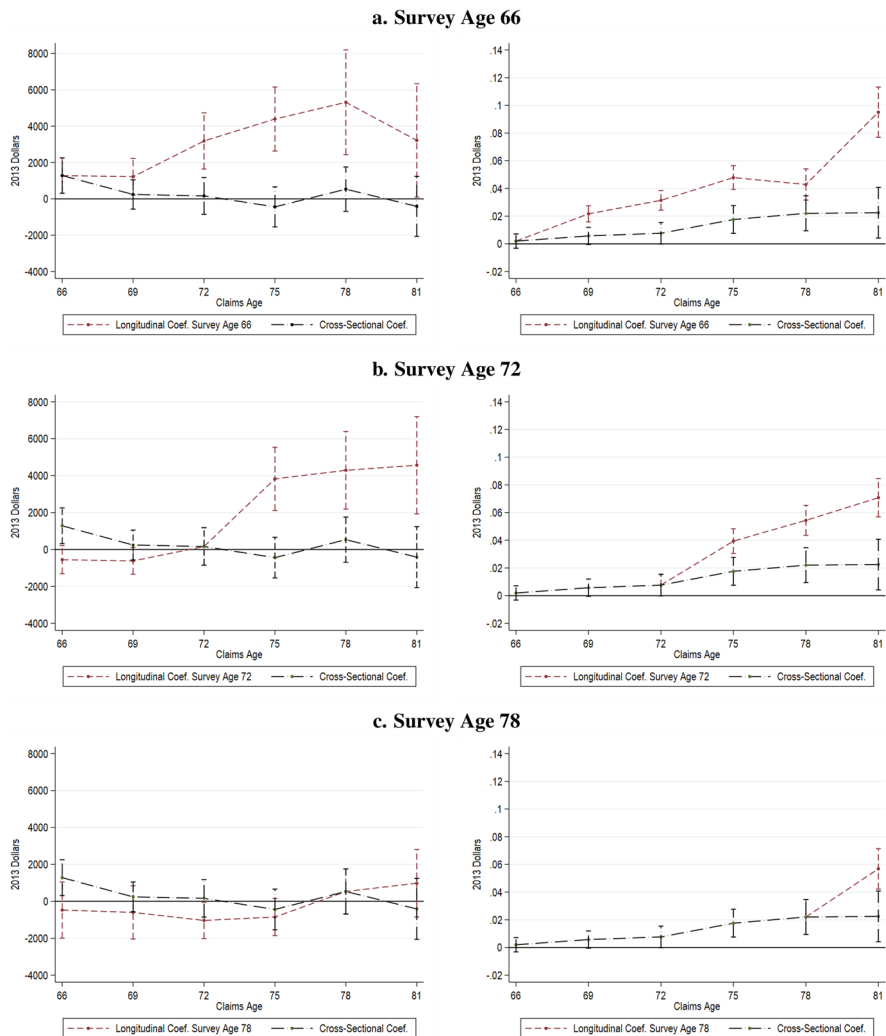 a. Survey Age 66
8000
6000
4000
2000
0
-2000
-4000
2013 Dollars
66 69 72 75 78 81
Claims Age
Longitudinal Coef. Survey Age 66 Cross-Sectional Coef.
.14
.12
.1
.08
.06
.04
.02
0
-.02
2013 Dollars
66 69 72 75 78 81
Claims Age
Longitudinal Coef. Survey Age 66 Cross-Sectional Coef.
b. Survey Age 72
8000
6000
4000
2000
0
-2000
-4000
2013 Dollars
66 69 72 75 78 81
Claims Age
Longitudinal Coef. Survey Age 72 Cross-Sectional Coef.
.14
.12
.1
.08
.06
.04
.02
0
-.02
2013 Dollars
66 69 72 75 78 81
Claims Age
Longitudinal Coef. Survey Age 72 Cross-Sectional Coef.
c. Survey Age 78
8000
6000
4000
2000
0
-2000
-4000
2013 Dollars
66 69 72 75 78 81
Claims Age
Longitudinal Coef. Survey Age 78 Cross-Sectional Coef.
.14
.12
.1
.08
.06
.04
.02
0
-.02
2013 Dollars
66 69 72 75 78 81
Claims Age
Longitudinal Coef. Survey Age 78 Cross-Sectional Coef.